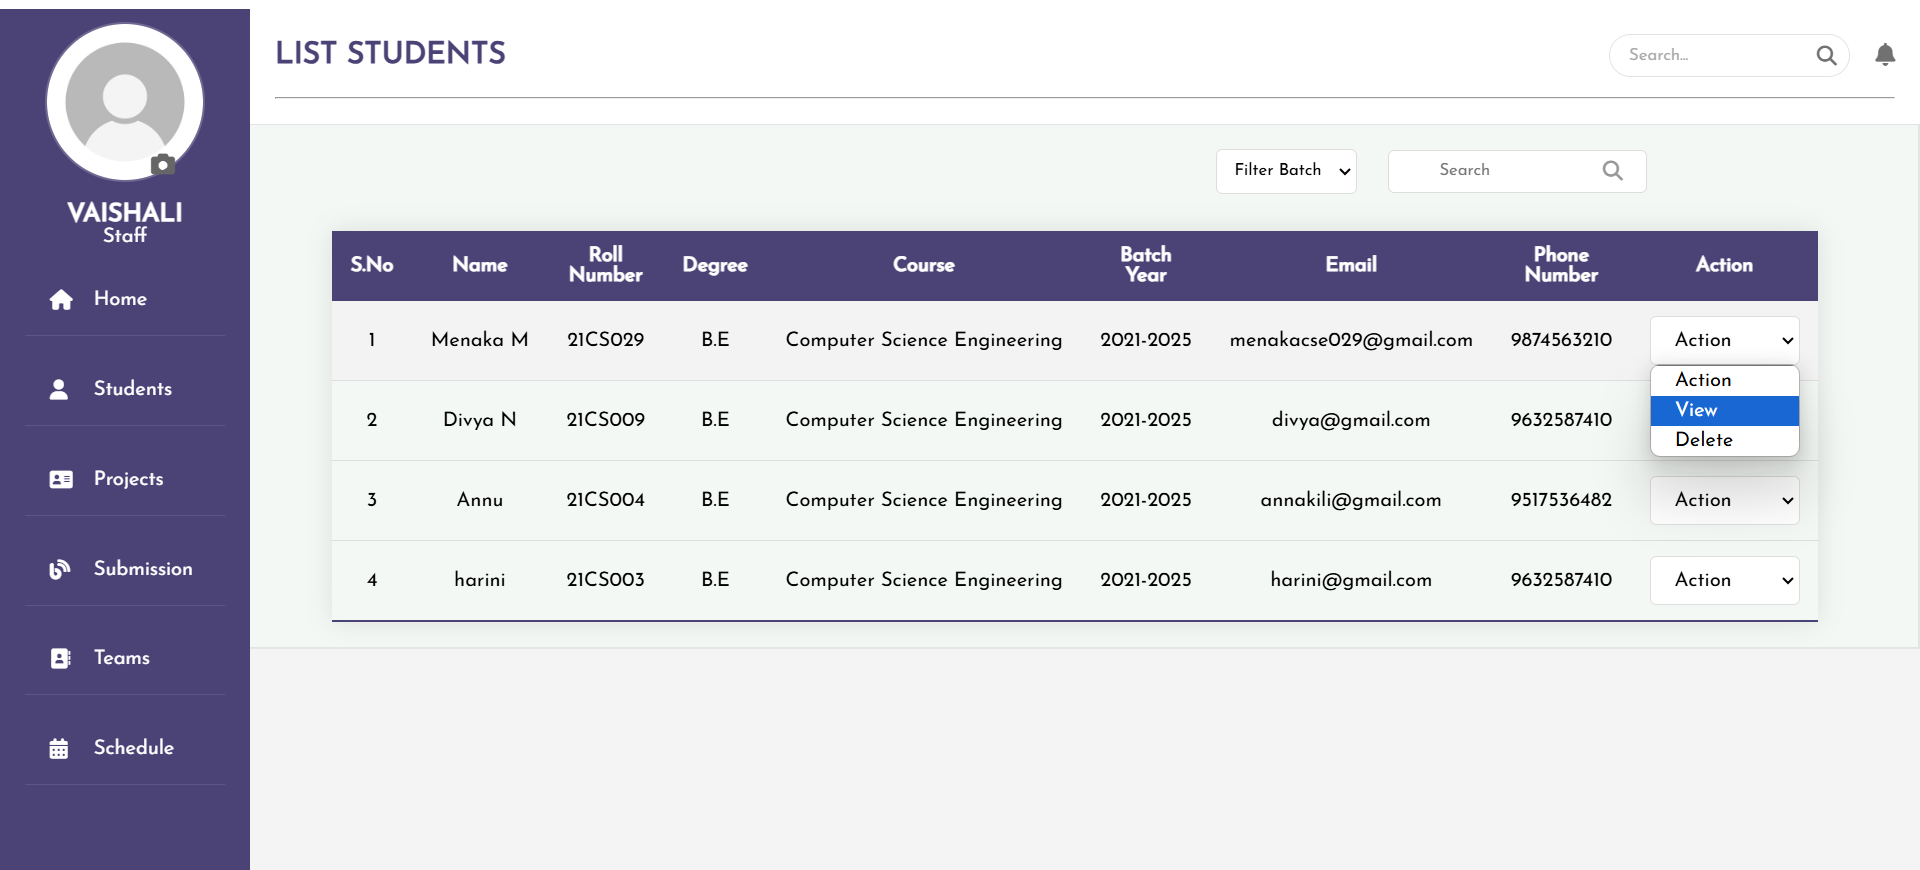 LIST STUDENTS
Search...
VAISHALI
Staff
Home
Students
Projects
Submission
Teams
Schedule
Filter Batch
Search
S.No Name Roll Number Degree Course Batch Year Email Phone Number Action
1 Menaka M 21CS029 B.E Computer Science Engineering 2021-2025 menakacse029@gmail.com 9874563210 Action
Action
View
Delete
2 Divya N 21CS009 B.E Computer Science Engineering 2021-2025 divya@gmail.com 9632587410
3 Annu 21CS004 B.E Computer Science Engineering 2021-2025 annakili@gmail.com 9517536482 Action
4 harini 21CS003 B.E Computer Science Engineering 2021-2025 harini@gmail.com 9632587410 Action